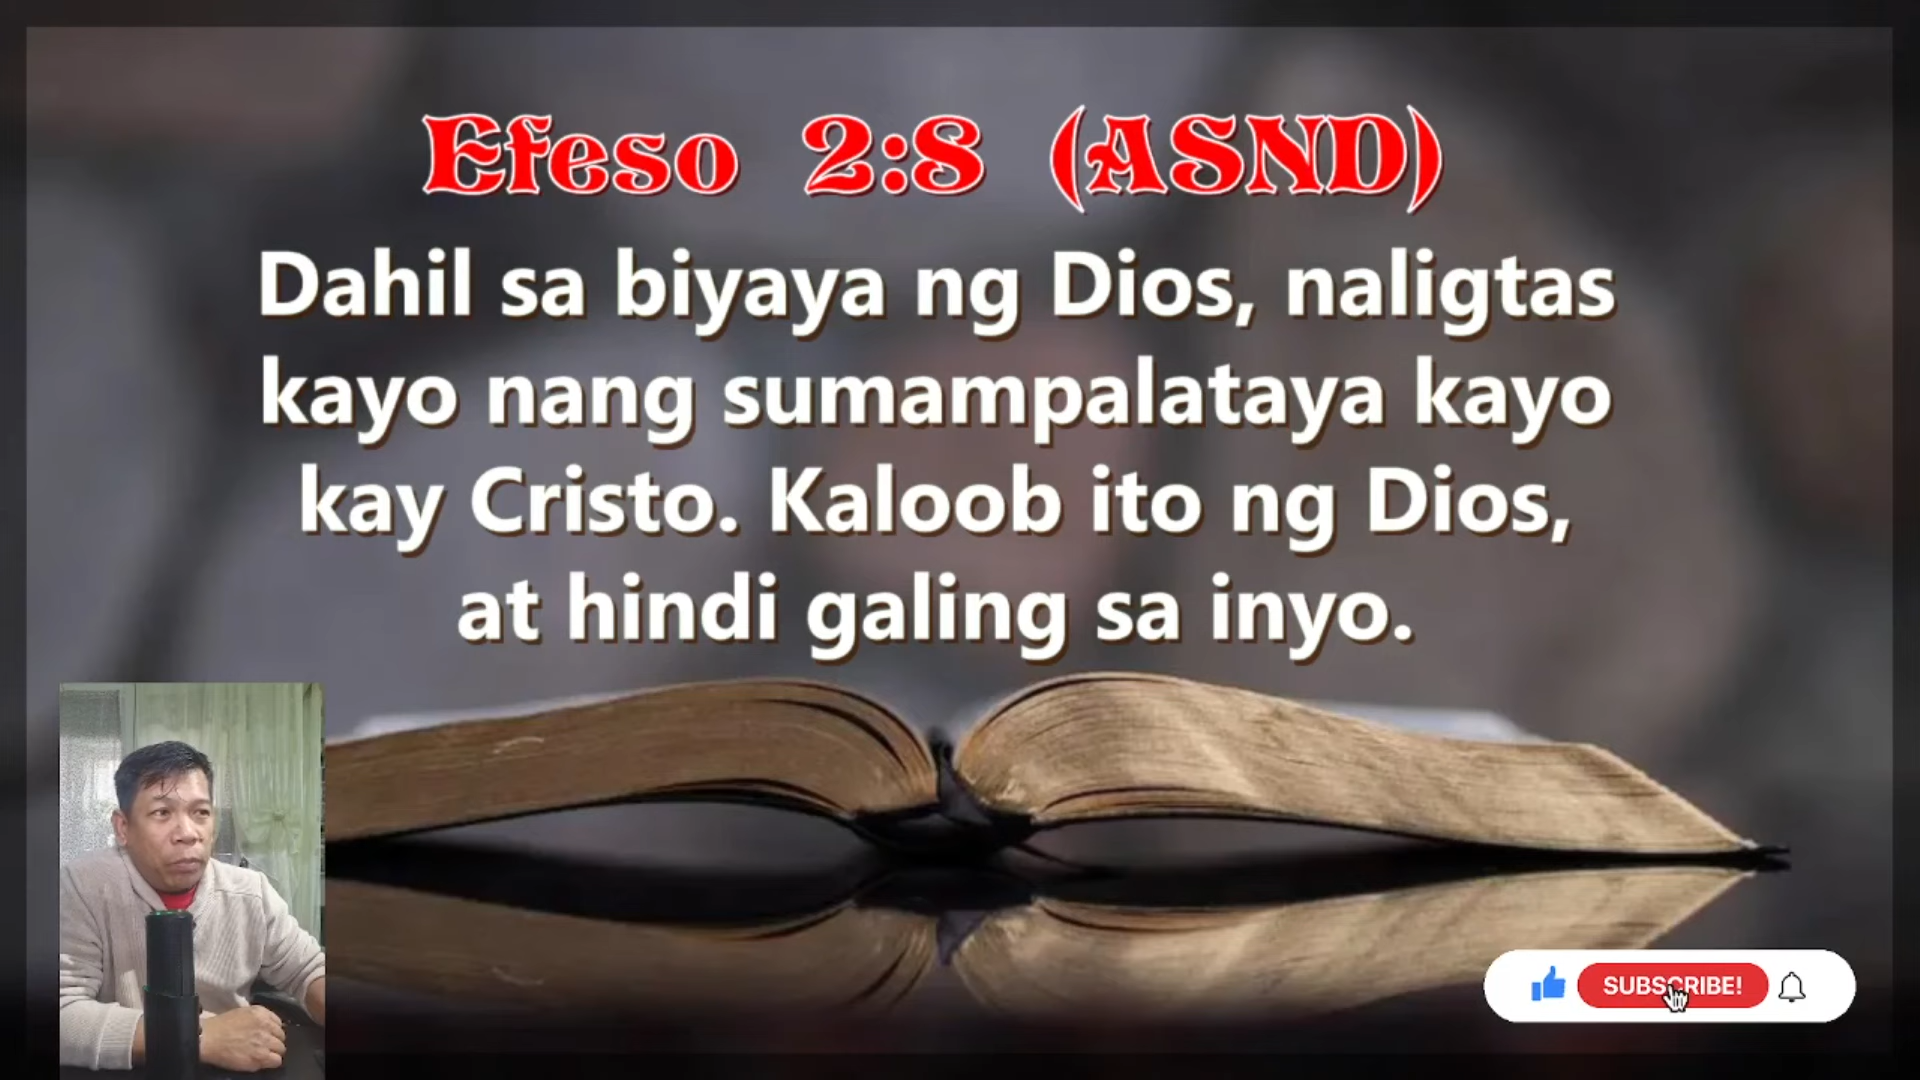 Efeso 2:8 (ASND)
Dahil sa biyaya ng Dios, naligtas
kayo nang sumampalataya kayo
kay Cristo. Kaloob ito ng Dios,
at hindi galing sa inyo.
SUBSCRIBE!